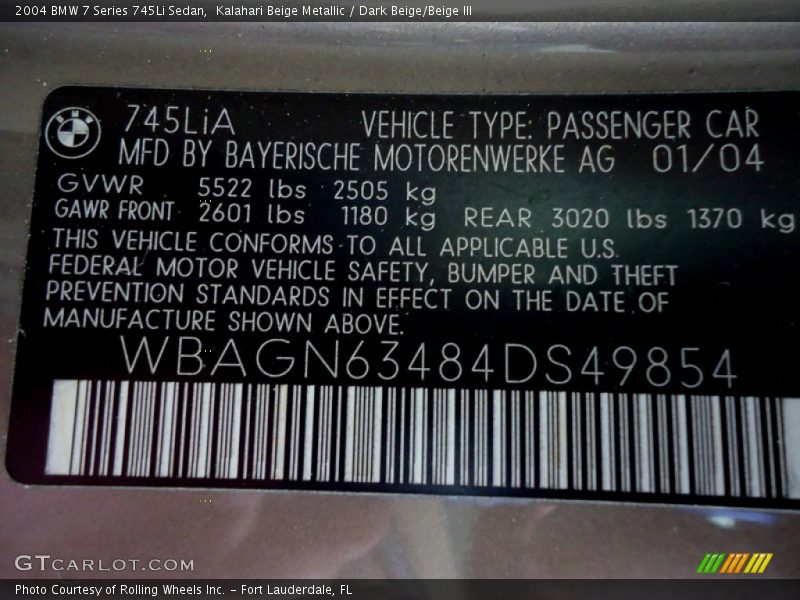 2004 BMW 7 Series 745Li Sedan,  Kalahari Beige Metallic / Dark Beige/Beige III
BMW 745LiA VEHICLE TYPE: PASSENGER CAR
MFD BY BAYERISCHE MOTORENWERKE AG 01/04
GVWR 5522 lbs 2505 kg
GAWR FRONT 2601 lbs 1180 kg REAR 3020 lbs 1370 kg
THIS VEHICLE CONFORMS TO ALL APPLICABLE U.S.
FEDERAL MOTOR VEHICLE SAFETY, BUMPER AND THEFT
PREVENTION STANDARDS IN EFFECT ON THE DATE OF
MANUFACTURE SHOWN ABOVE.
WBAGN63484DS49854
GTCARLOT.COM
Photo Courtesy of Rolling Wheels Inc. – Fort Lauderdale, FL